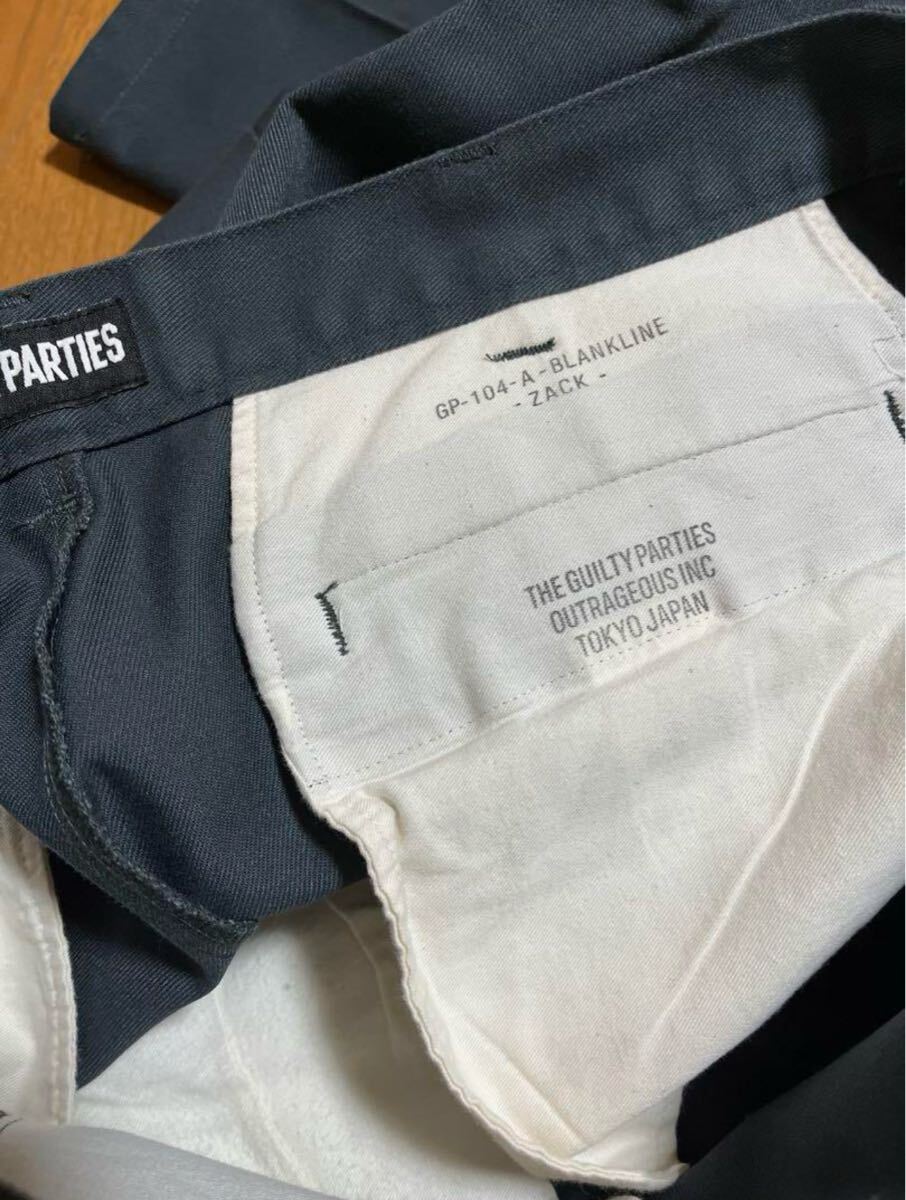 PARTIES
GP-104-A-BLANKLINE
- ZACK -
THE GUILTY PARTIES
OUTRAGEOUS INC
TOKYO JAPAN